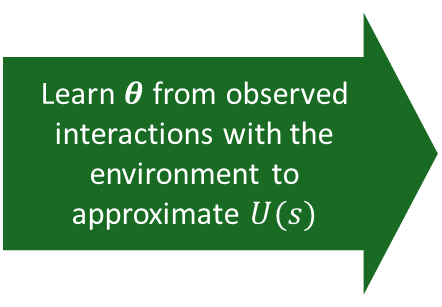 Learn 𝜽 from observed
interactions with the
environment to
approximate 𝑈(𝑠)